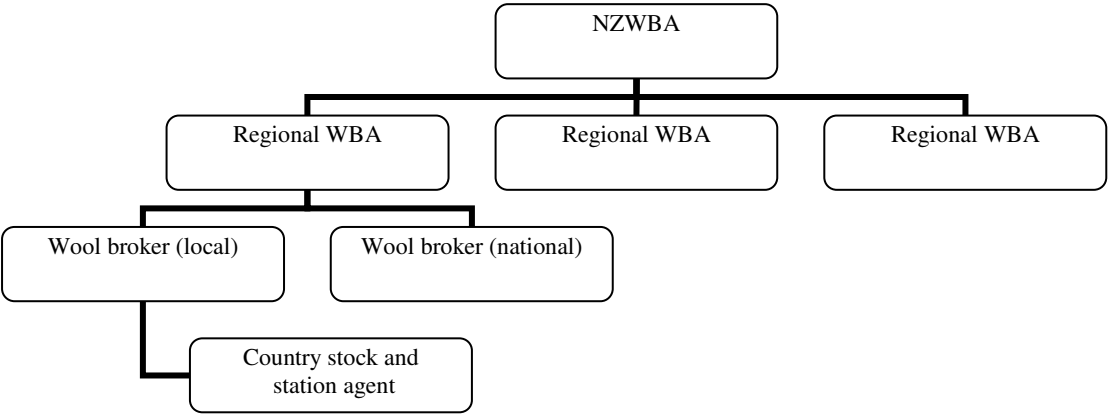 NZWBA
Regional WBA
Regional WBA
Regional WBA
Wool broker (local)
Wool broker (national)
Country stock and
station agent